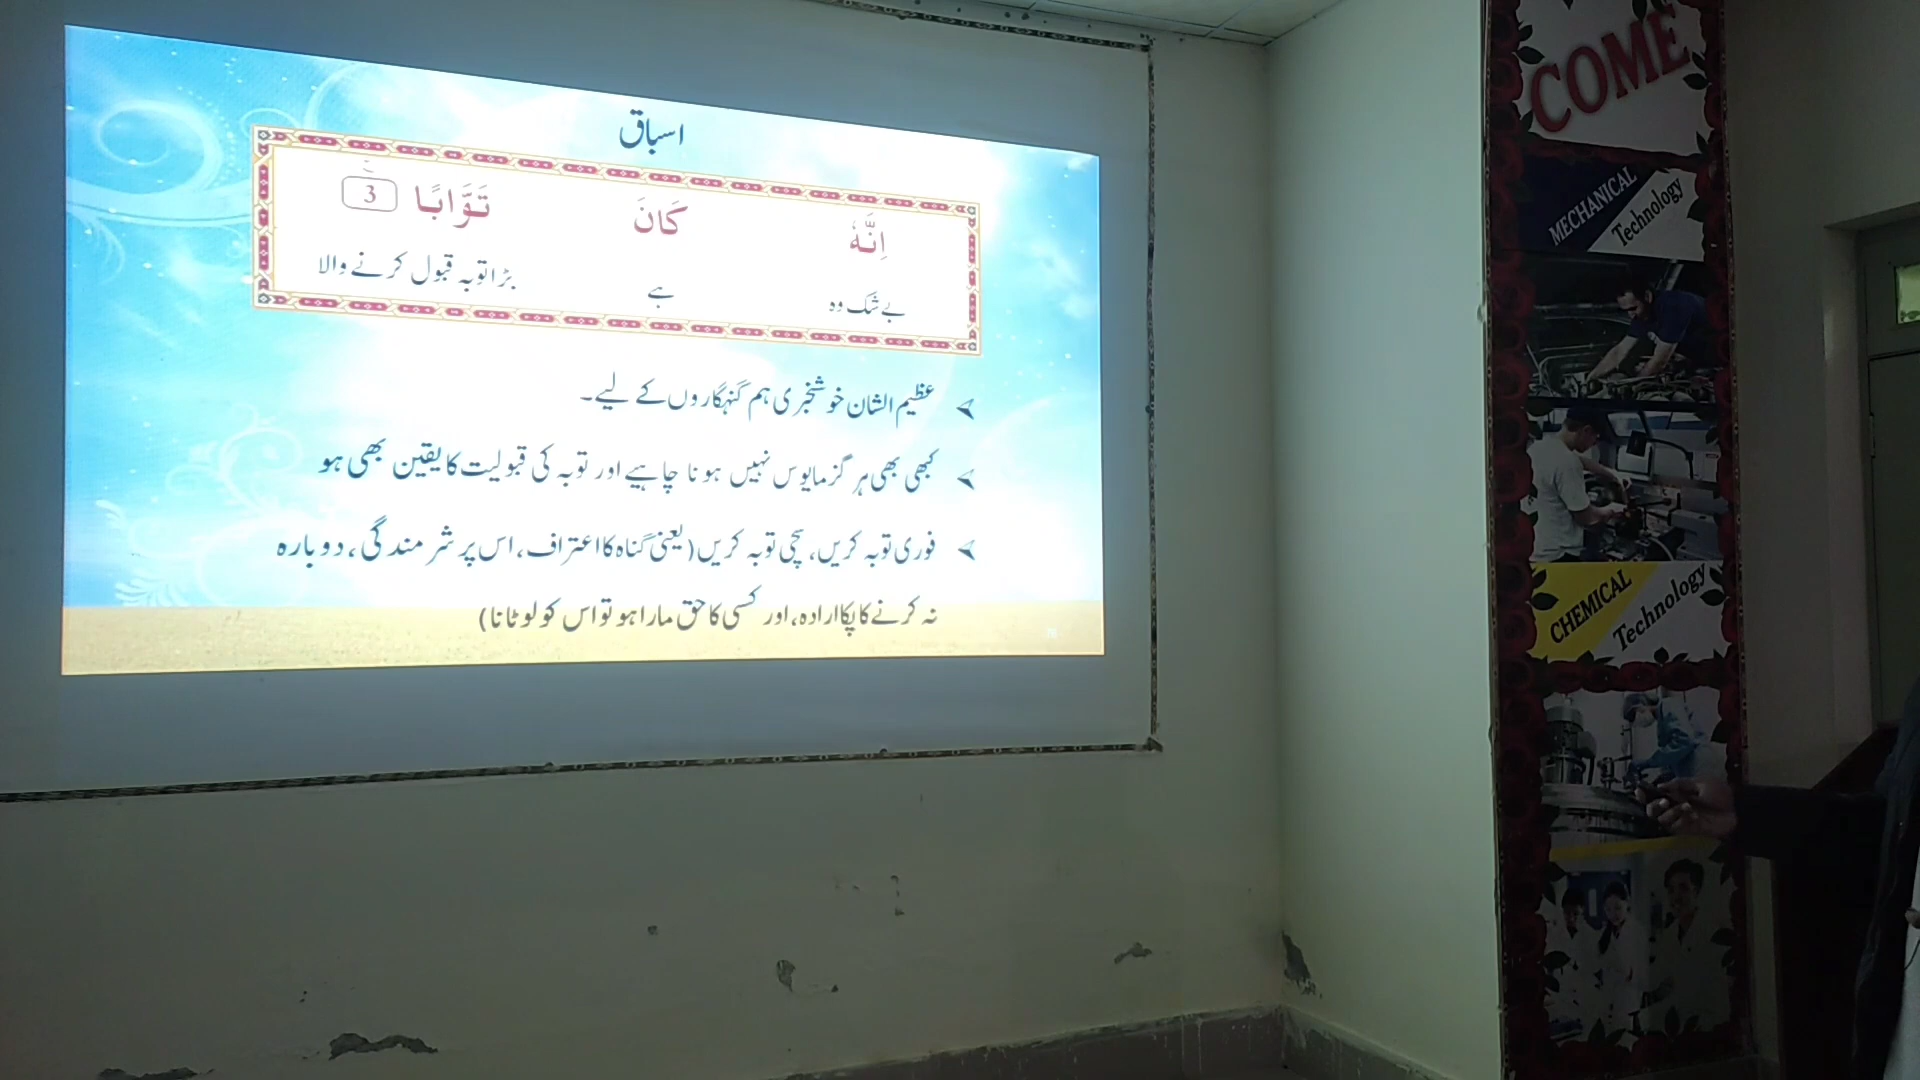 اسباق
اِنَّهٗ كَانَ تَوَّابًا 3
بے شک وہ ہے بڑا توبہ قبول کرنے والا
عظیم الشان خوشخبری ہم گنہگاروں کے لیے۔
کبھی بھی ہر گز مایوس نہیں ہونا چاہیے اور توبہ کی قبولیت کا یقین بھی ہو
فوری توبہ کریں، سچی توبہ کریں (یعنی گناہ کا اعتراف، اس پر شرمندگی، دوبارہ
نہ کرنے کا پکا ارادہ، اور کسی کا حق مارا ہو تو اس کو لوٹانا)
COME
MECHANICAL
Technology
CHEMICAL
Technology